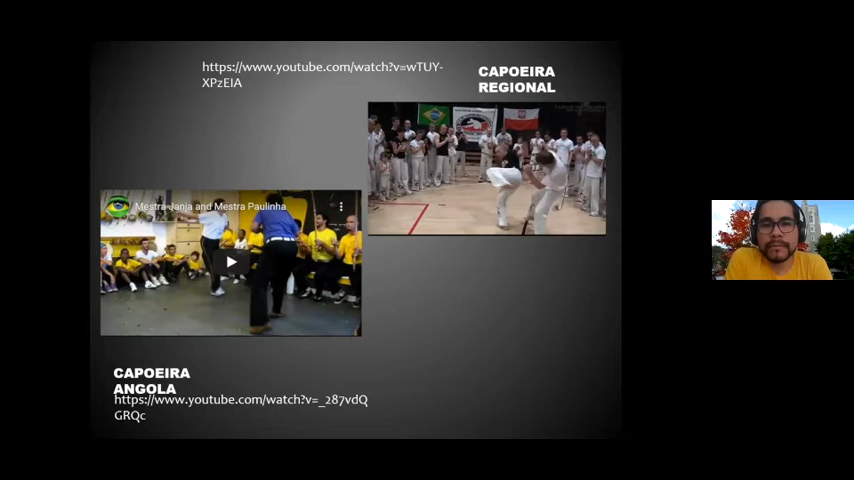 https://www.youtube.com/watch?v=wTUY-
XPzEIA
CAPOEIRA
REGIONAL
Mestra Janja and Mestra Paulinha
CAPOEIRA
ANGOLA
https://www.youtube.com/watch?v=_287vdQ
GRQc